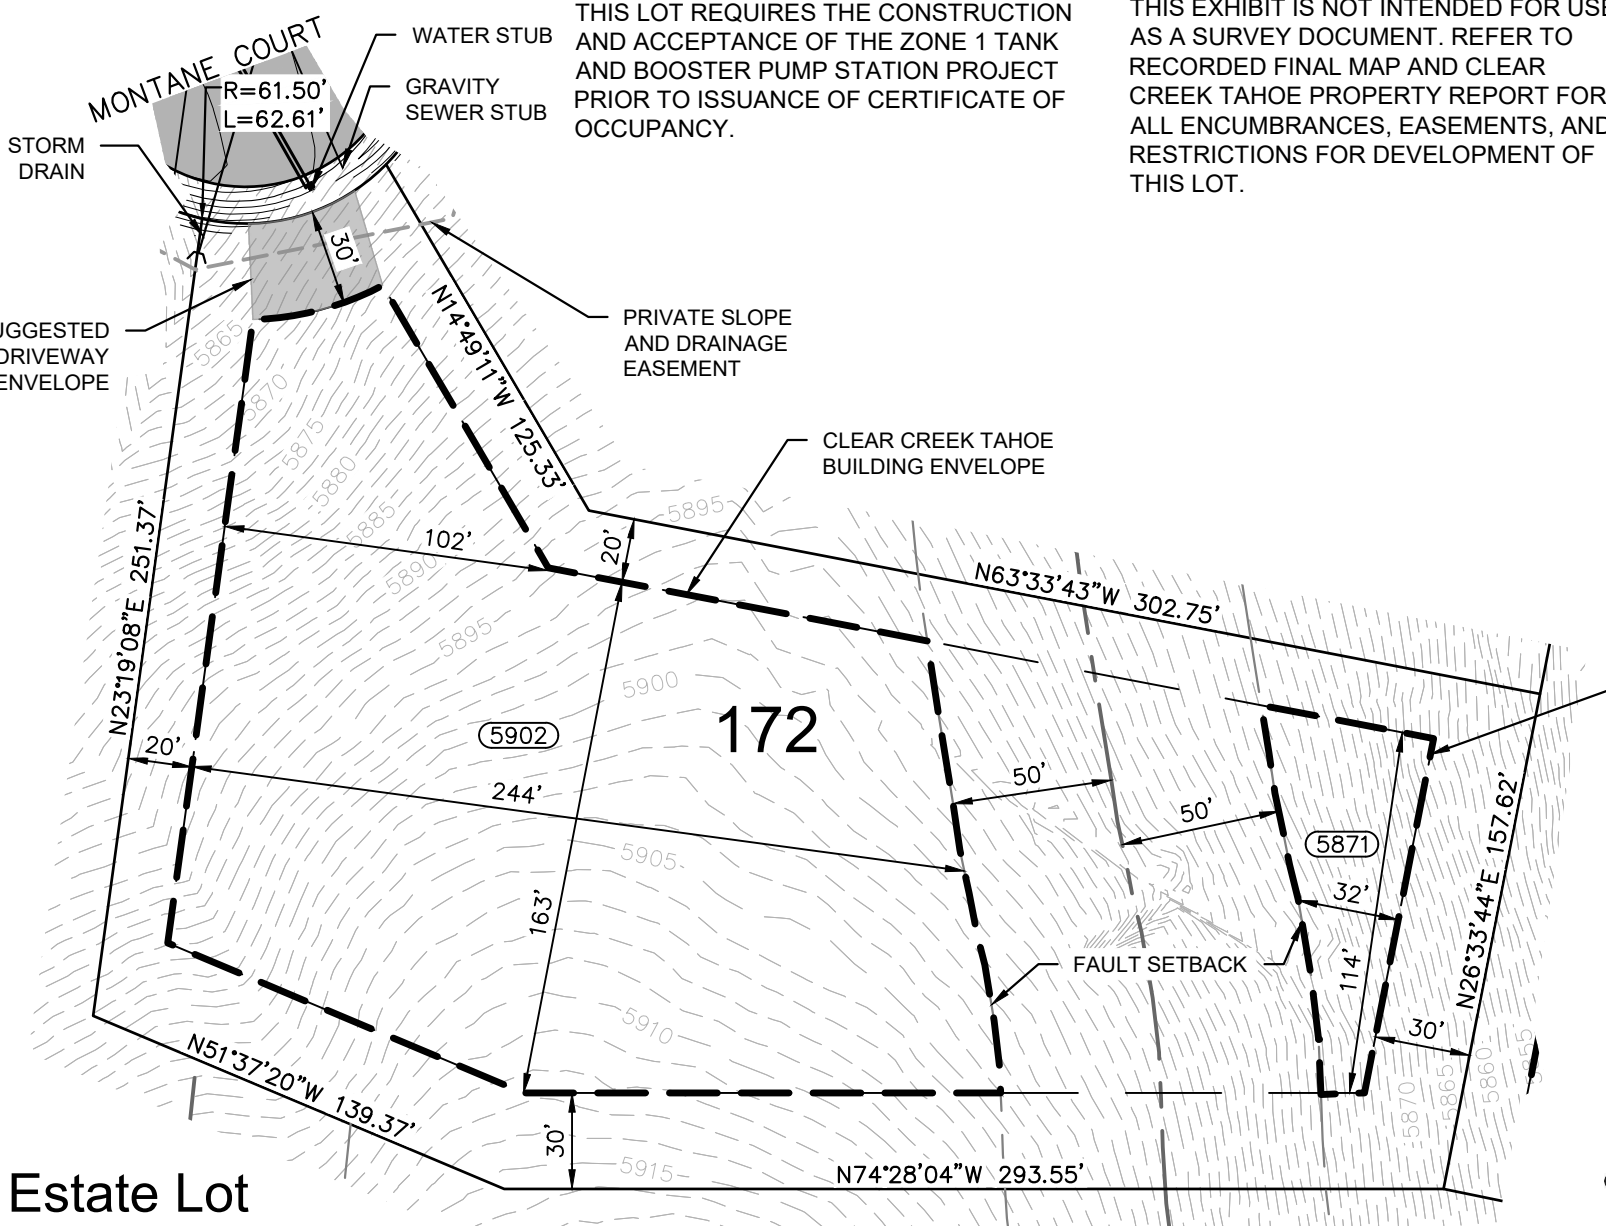 THIS LOT REQUIRES THE CONSTRUCTION
AND ACCEPTANCE OF THE ZONE 1 TANK
AND BOOSTER PUMP STATION PROJECT
PRIOR TO ISSUANCE OF CERTIFICATE OF
OCCUPANCY.
THIS EXHIBIT IS NOT INTENDED FOR USE
AS A SURVEY DOCUMENT. REFER TO
RECORDED FINAL MAP AND CLEAR
CREEK TAHOE PROPERTY REPORT FOR
ALL ENCUMBRANCES, EASEMENTS, AND
RESTRICTIONS FOR DEVELOPMENT OF
THIS LOT.
MONTANE COURT
R=61.50'
L=62.61'
WATER STUB
GRAVITY
SEWER STUB
STORM
DRAIN
30'
UGGESTED
DRIVEWAY
ENVELOPE
PRIVATE SLOPE
AND DRAINAGE
EASEMENT
N14°49'11"W 125.33'
CLEAR CREEK TAHOE
BUILDING ENVELOPE
5865
5870
5875
5880
5885
5890
5895
5895
102'
20'
N63°33'43"W 302.75'
N23°19'08"E 251.37'
5900
5902
172
20'
244'
50'
50'
5871
5905
163'
32'
114'
N26°33'44"E 157.62'
FAULT SETBACK
5910
30'
N51°37'20"W 139.37'
30'
5915
N74°28'04"W 293.55'
5870
5865
5860
5855
Estate Lot